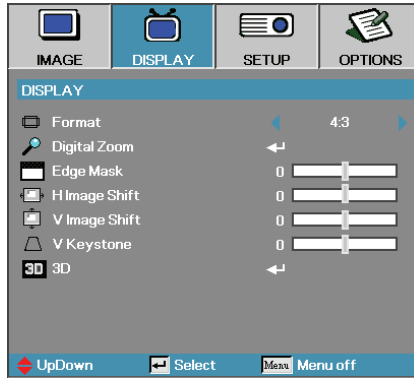 IMAGE DISPLAY SETUP OPTIONS
DISPLAY
Format 4:3
Digital Zoom
Edge Mask 0
H Image Shift 0
V Image Shift 0
V Keystone 0
3D 3D
UpDown Select Menu Menu off